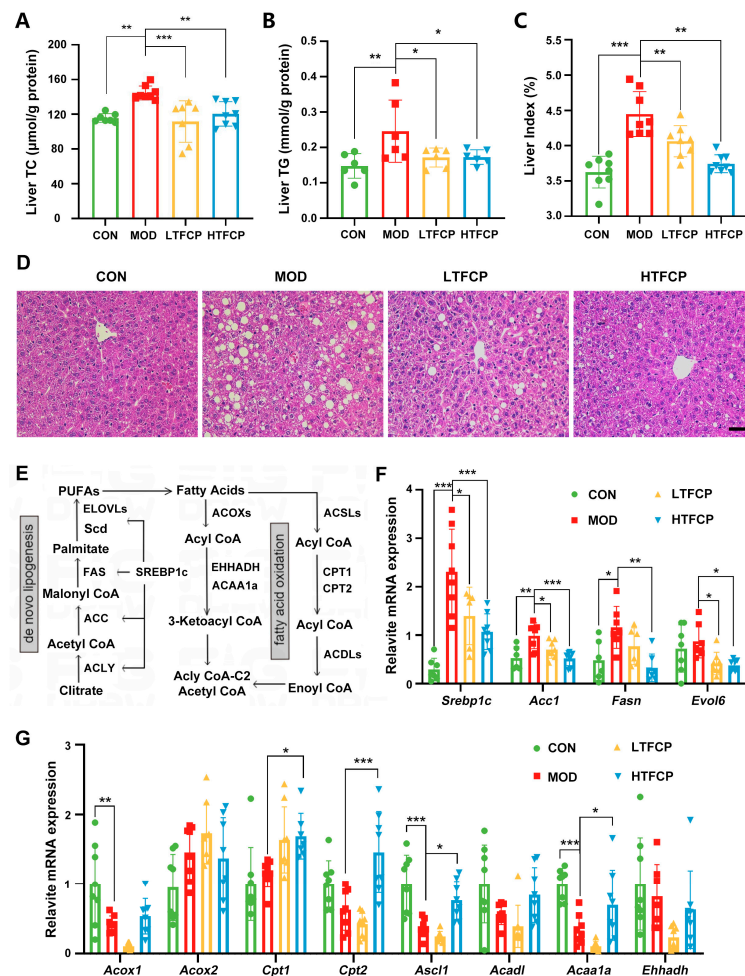 A
Liver TC (μmol/g protein)
200
160
120
80
40
0
**
***
**
CON MOD LTFCP HTFCP
B
Liver TG (mmol/g protein)
0.5
0.4
0.3
0.2
0.1
0.0
**
*
*
CON MOD LTFCP HTFCP
C
Liver Index (%)
5.5
5.0
4.5
4.0
3.5
3.0
***
**
**
CON MOD LTFCP HTFCP
D
CON MOD LTFCP HTFCP
E
de novo lipogenesis
PUFAs
ELOVLs
Scd
Palmitate
FAS
SREBP1c
Malonyl CoA
ACC
Acetyl CoA
ACLY
Clitrate
Fatty Acids
ACOXs
Acyl CoA
EHHADH
ACAA1a
3-Ketoacyl CoA
Acly CoA-C2
Acetyl CoA
fatty acid oxidation
ACSLs
Acyl CoA
CPT1
CPT2
Acyl CoA
ACDLs
Enoyl CoA
F
Relavite mRNA expression
4
3
2
1
0
CON LTFCP
MOD HTFCP
***
***
*
**
***
*
*
**
*
*
Srebp1c Acc1 Fasn Evol6
G
Relavite mRNA expression
3
2
1
0
CON LTFCP
MOD HTFCP
**
*
***
***
*
***
*
Acox1 Acox2 Cpt1 Cpt2 Ascl1 Acadl Acaa1a Ehhadh